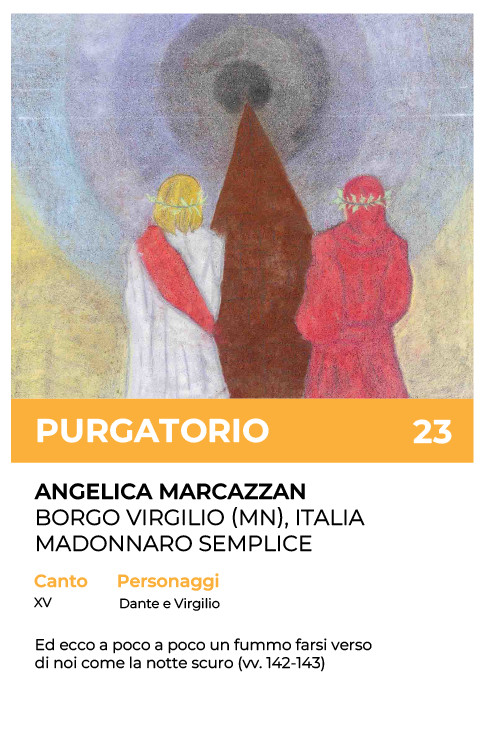 PURGATORIO 23
ANGELICA MARCAZZAN
BORGO VIRGILIO (MN), ITALIA
MADONNARO SEMPLICE
Canto Personaggi
XV Dante e Virgilio
Ed ecco a poco a poco un fummo farsi verso
di noi come la notte scuro (vv. 142-143)